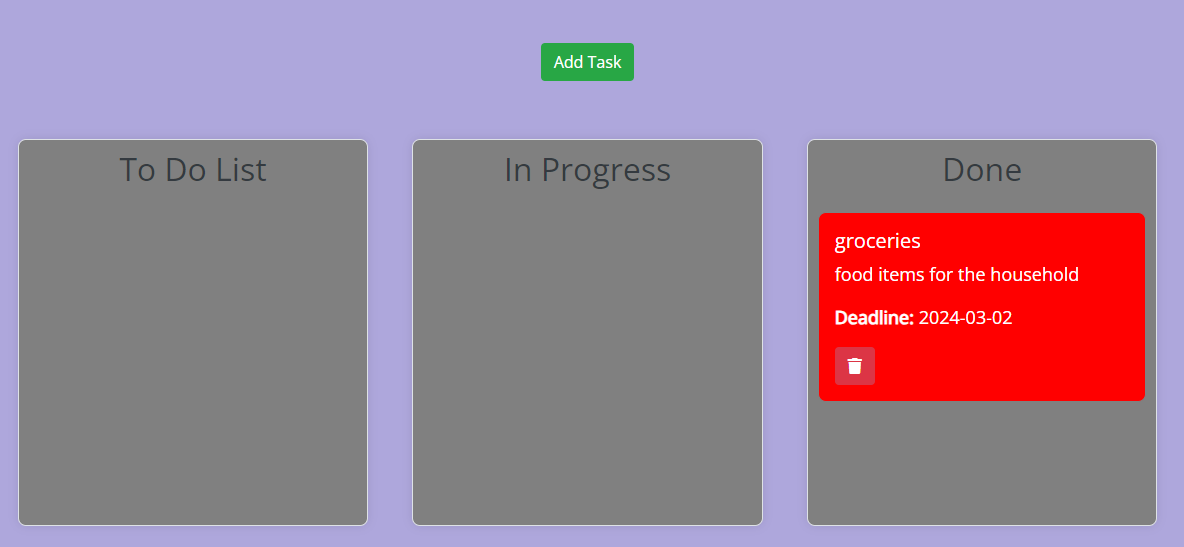 Add Task
To Do List
In Progress
Done
groceries
food items for the household
Deadline: 2024-03-02